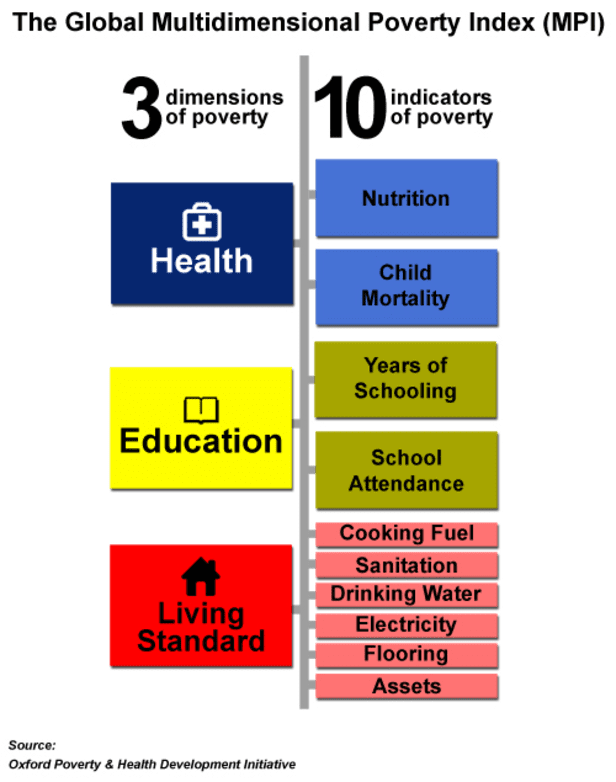 The Global Multidimensional Poverty Index (MPI)
3 dimensions
of poverty
10 indicators
of poverty
Health
Nutrition
Child
Mortality
Education
Years of
Schooling
School
Attendance
Living
Standard
Cooking Fuel
Sanitation
Drinking Water
Electricity
Flooring
Assets
Source:
Oxford Poverty & Health Development Initiative